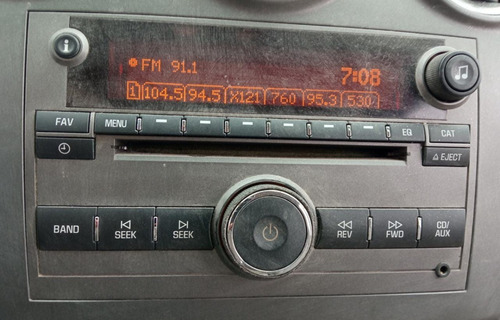 i
FM 91.1
7:08
1 104.5 94.5 X121 760 95.3 530
FAV MENU EQ CAT
EJECT
BAND SEEK SEEK REV FWD CD/AUX